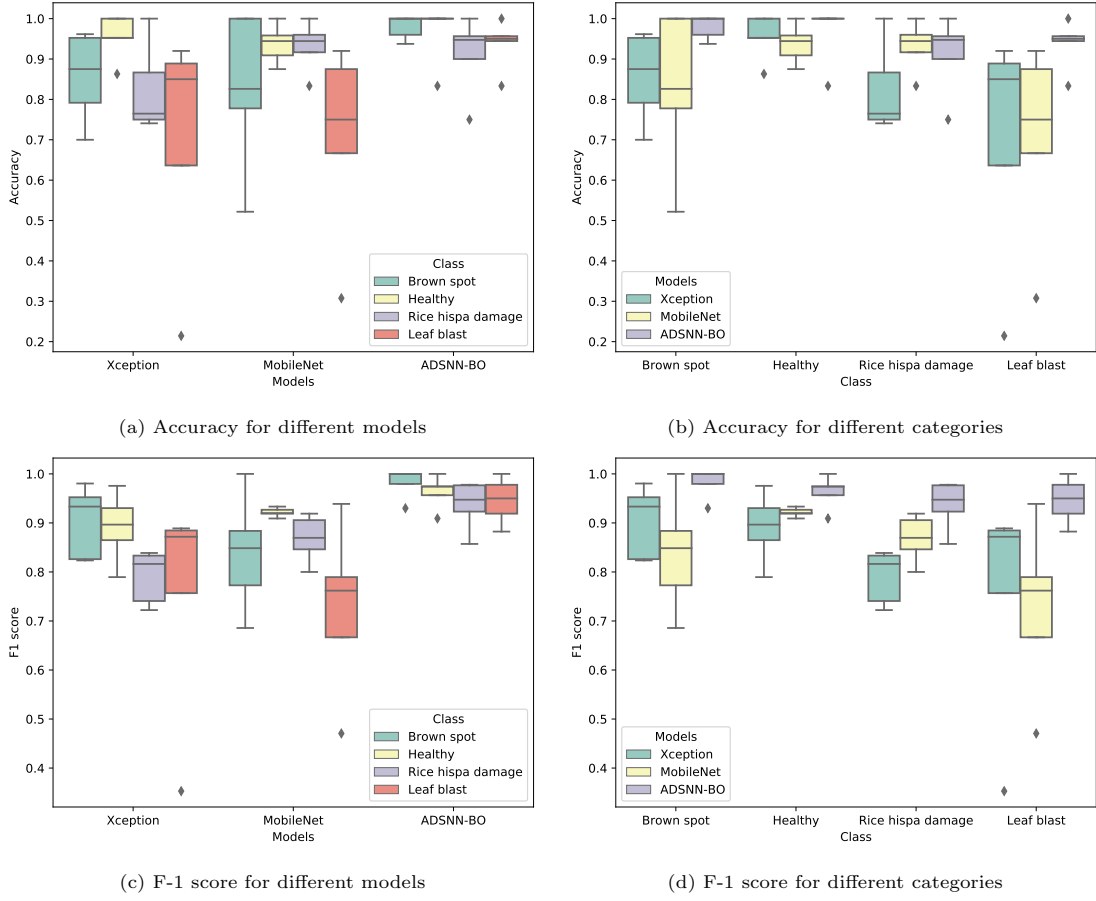 1.0
0.9
0.8
0.7
0.6
0.5
0.4
0.3
0.2
Accuracy
Class
Brown spot
Healthy
Rice hispa damage
Leaf blast
Xception
MobileNet
ADSNN-BO
Models
(a) Accuracy for different models
1.0
0.9
0.8
0.7
0.6
0.5
0.4
0.3
0.2
Accuracy
Models
Xception
MobileNet
ADSNN-BO
Brown spot
Healthy
Rice hispa damage
Leaf blast
Class
(b) Accuracy for different categories
1.0
0.9
0.8
0.7
0.6
0.5
0.4
F1 score
Class
Brown spot
Healthy
Rice hispa damage
Leaf blast
Xception
MobileNet
ADSNN-BO
Models
(c) F-1 score for different models
1.0
0.9
0.8
0.7
0.6
0.5
0.4
F1 score
Models
Xception
MobileNet
ADSNN-BO
Brown spot
Healthy
Rice hispa damage
Leaf blast
Class
(d) F-1 score for different categories